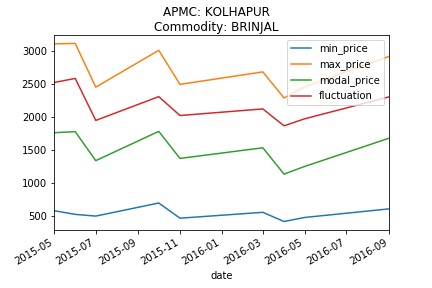 APMC: KOLHAPUR
Commodity: BRINJAL
min_price
max_price
modal_price
fluctuation
3000
2500
2000
1500
1000
500
2015-05
2015-07
2015-09
2015-11
2016-01
2016-03
2016-05
2016-07
2016-09
date